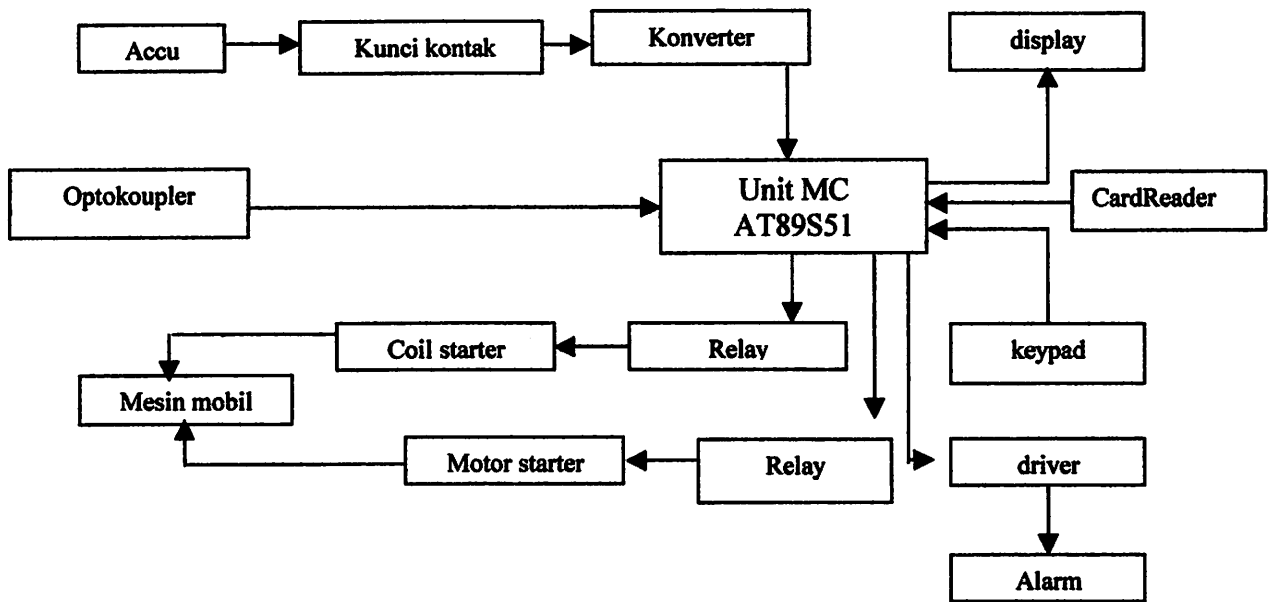 Accu
Kunci kontak
Konverter
display
Optokoupler
Unit MC
AT89S51
CardReader
Coil starter
Relay
keypad
Mesin mobil
Motor starter
Relay
driver
Alarm